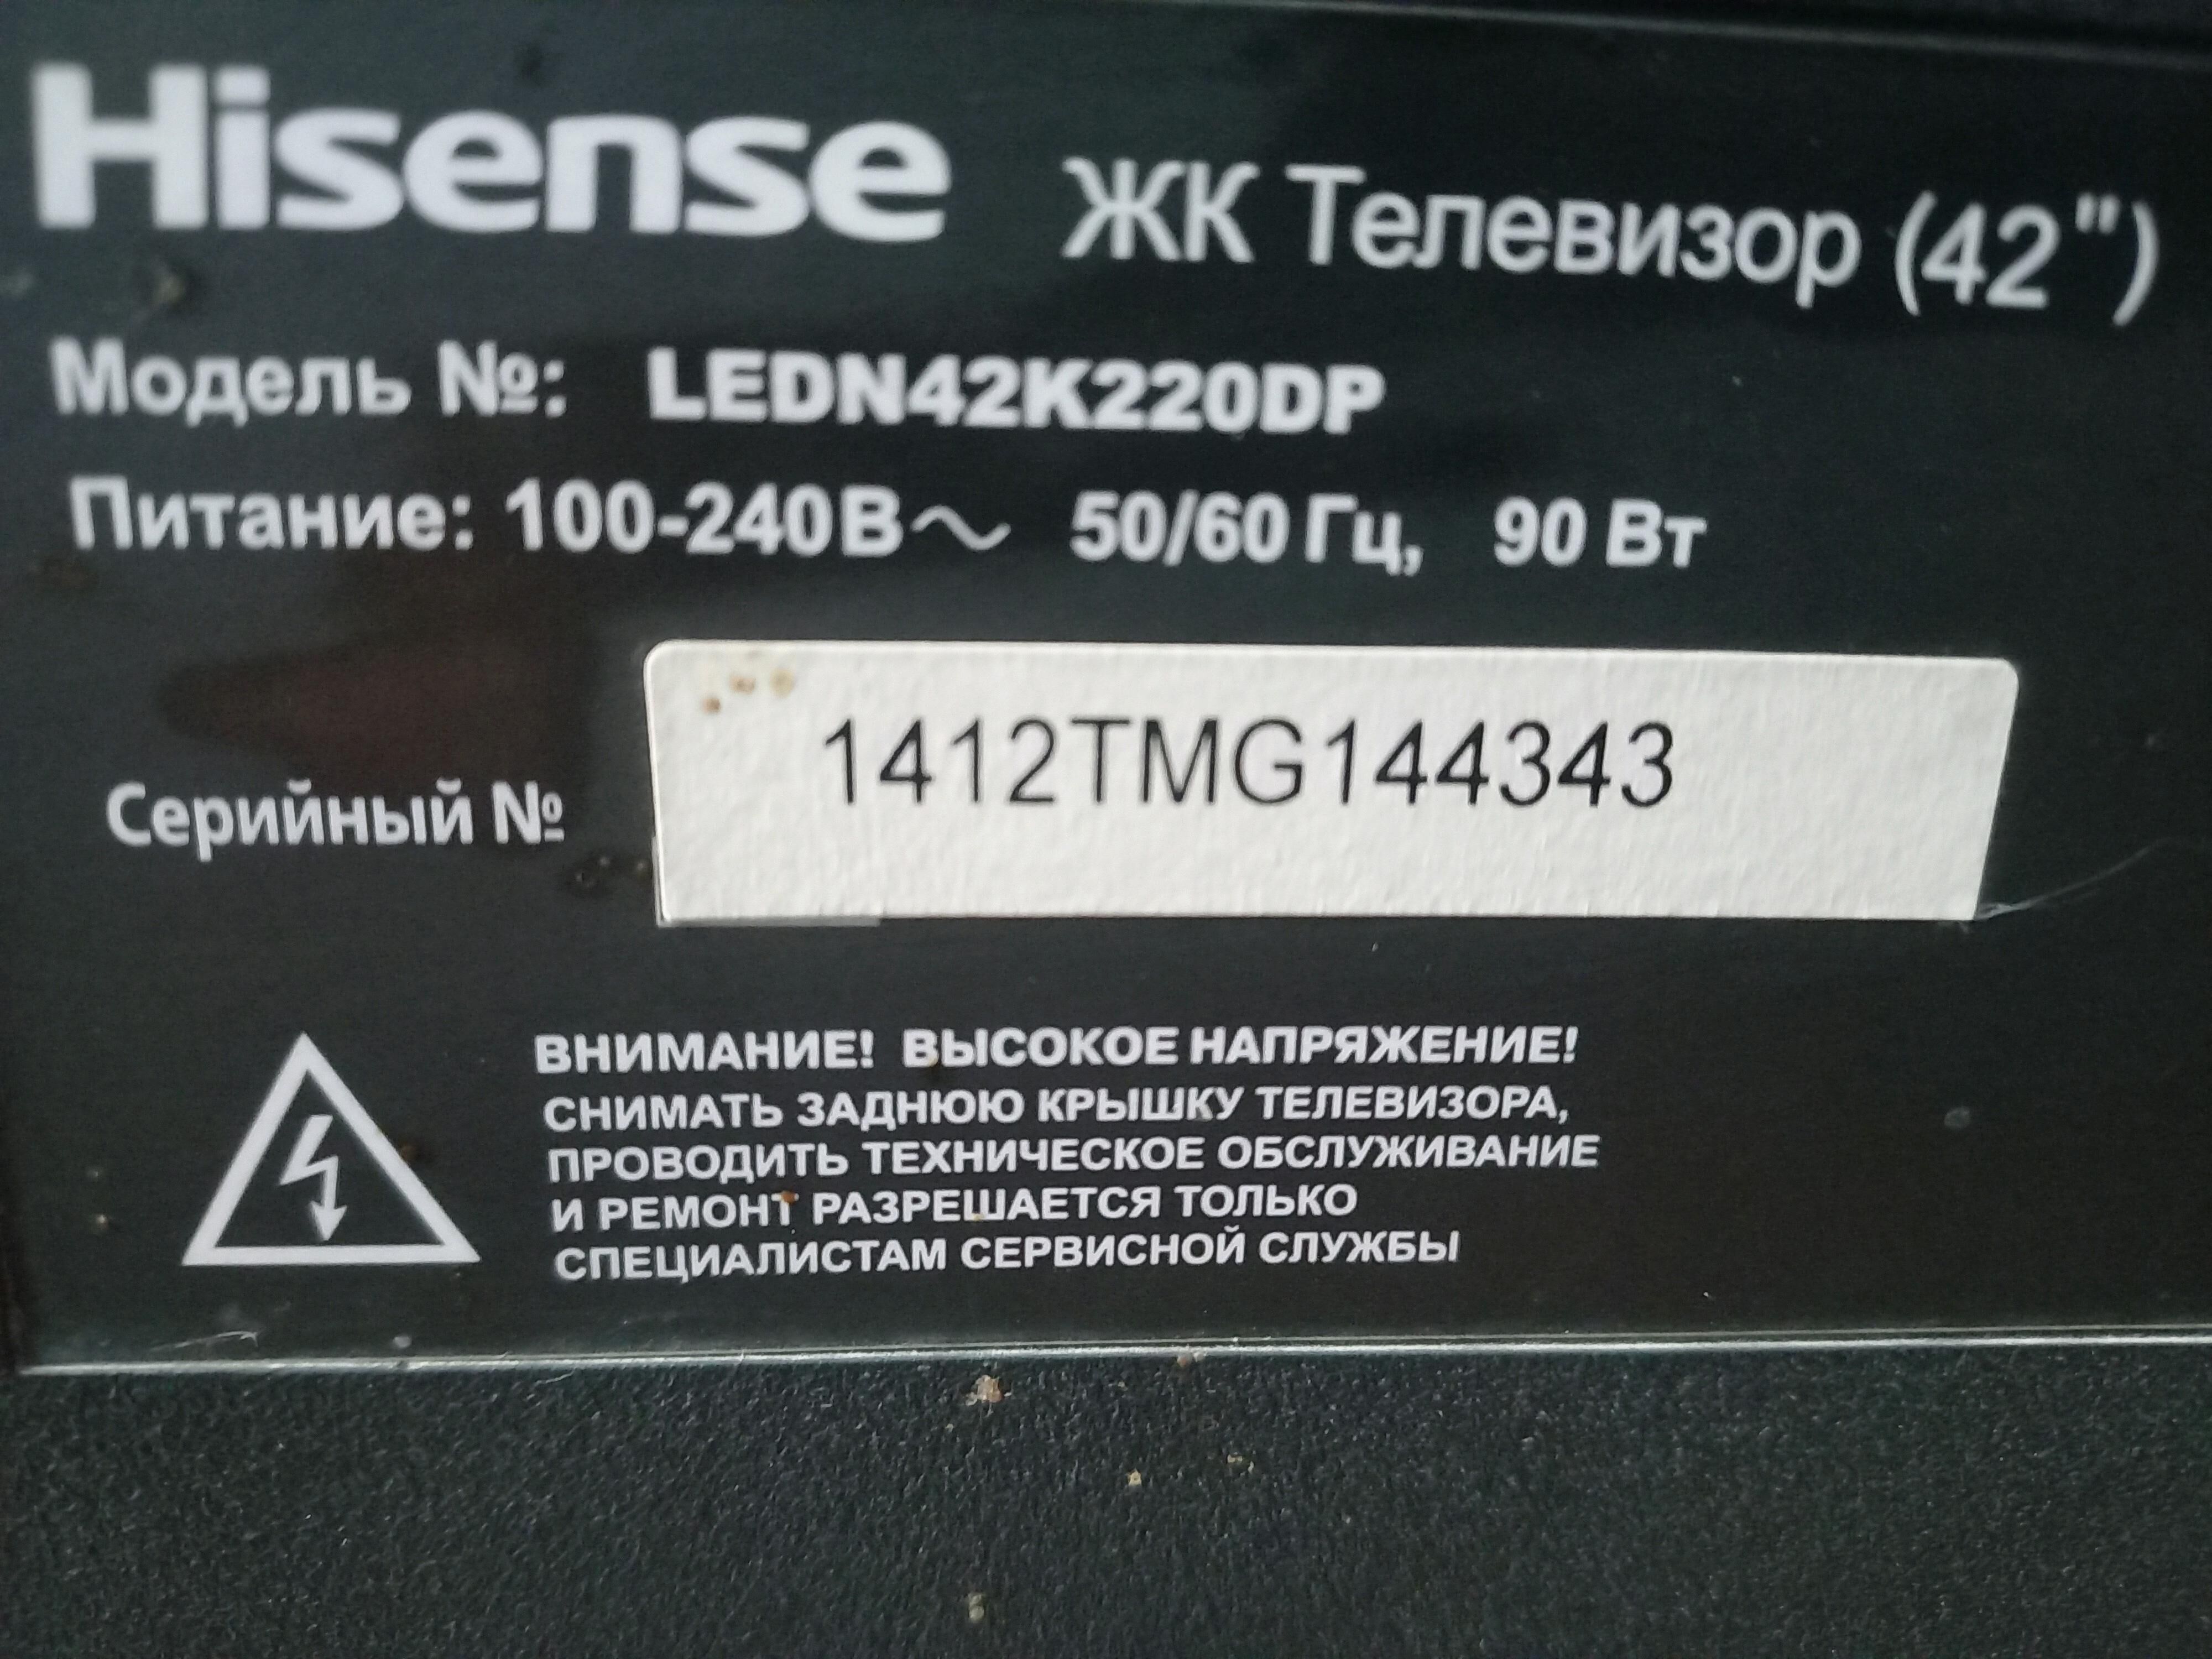 Hisense ЖК Телевизор (42")
Модель №: LEDN42K220DP
Питание: 100-240В~ 50/60 Гц, 90 Вт
Серийный № 1412TMG144343
ВНИМАНИЕ! ВЫСОКОЕ НАПРЯЖЕНИЕ!
СНИМАТЬ ЗАДНЮЮ КРЫШКУ ТЕЛЕВИЗОРА,
ПРОВОДИТЬ ТЕХНИЧЕСКОЕ ОБСЛУЖИВАНИЕ
И РЕМОНТ РАЗРЕШАЕТСЯ ТОЛЬКО
СПЕЦИАЛИСТАМ СЕРВИСНОЙ СЛУЖБЫ